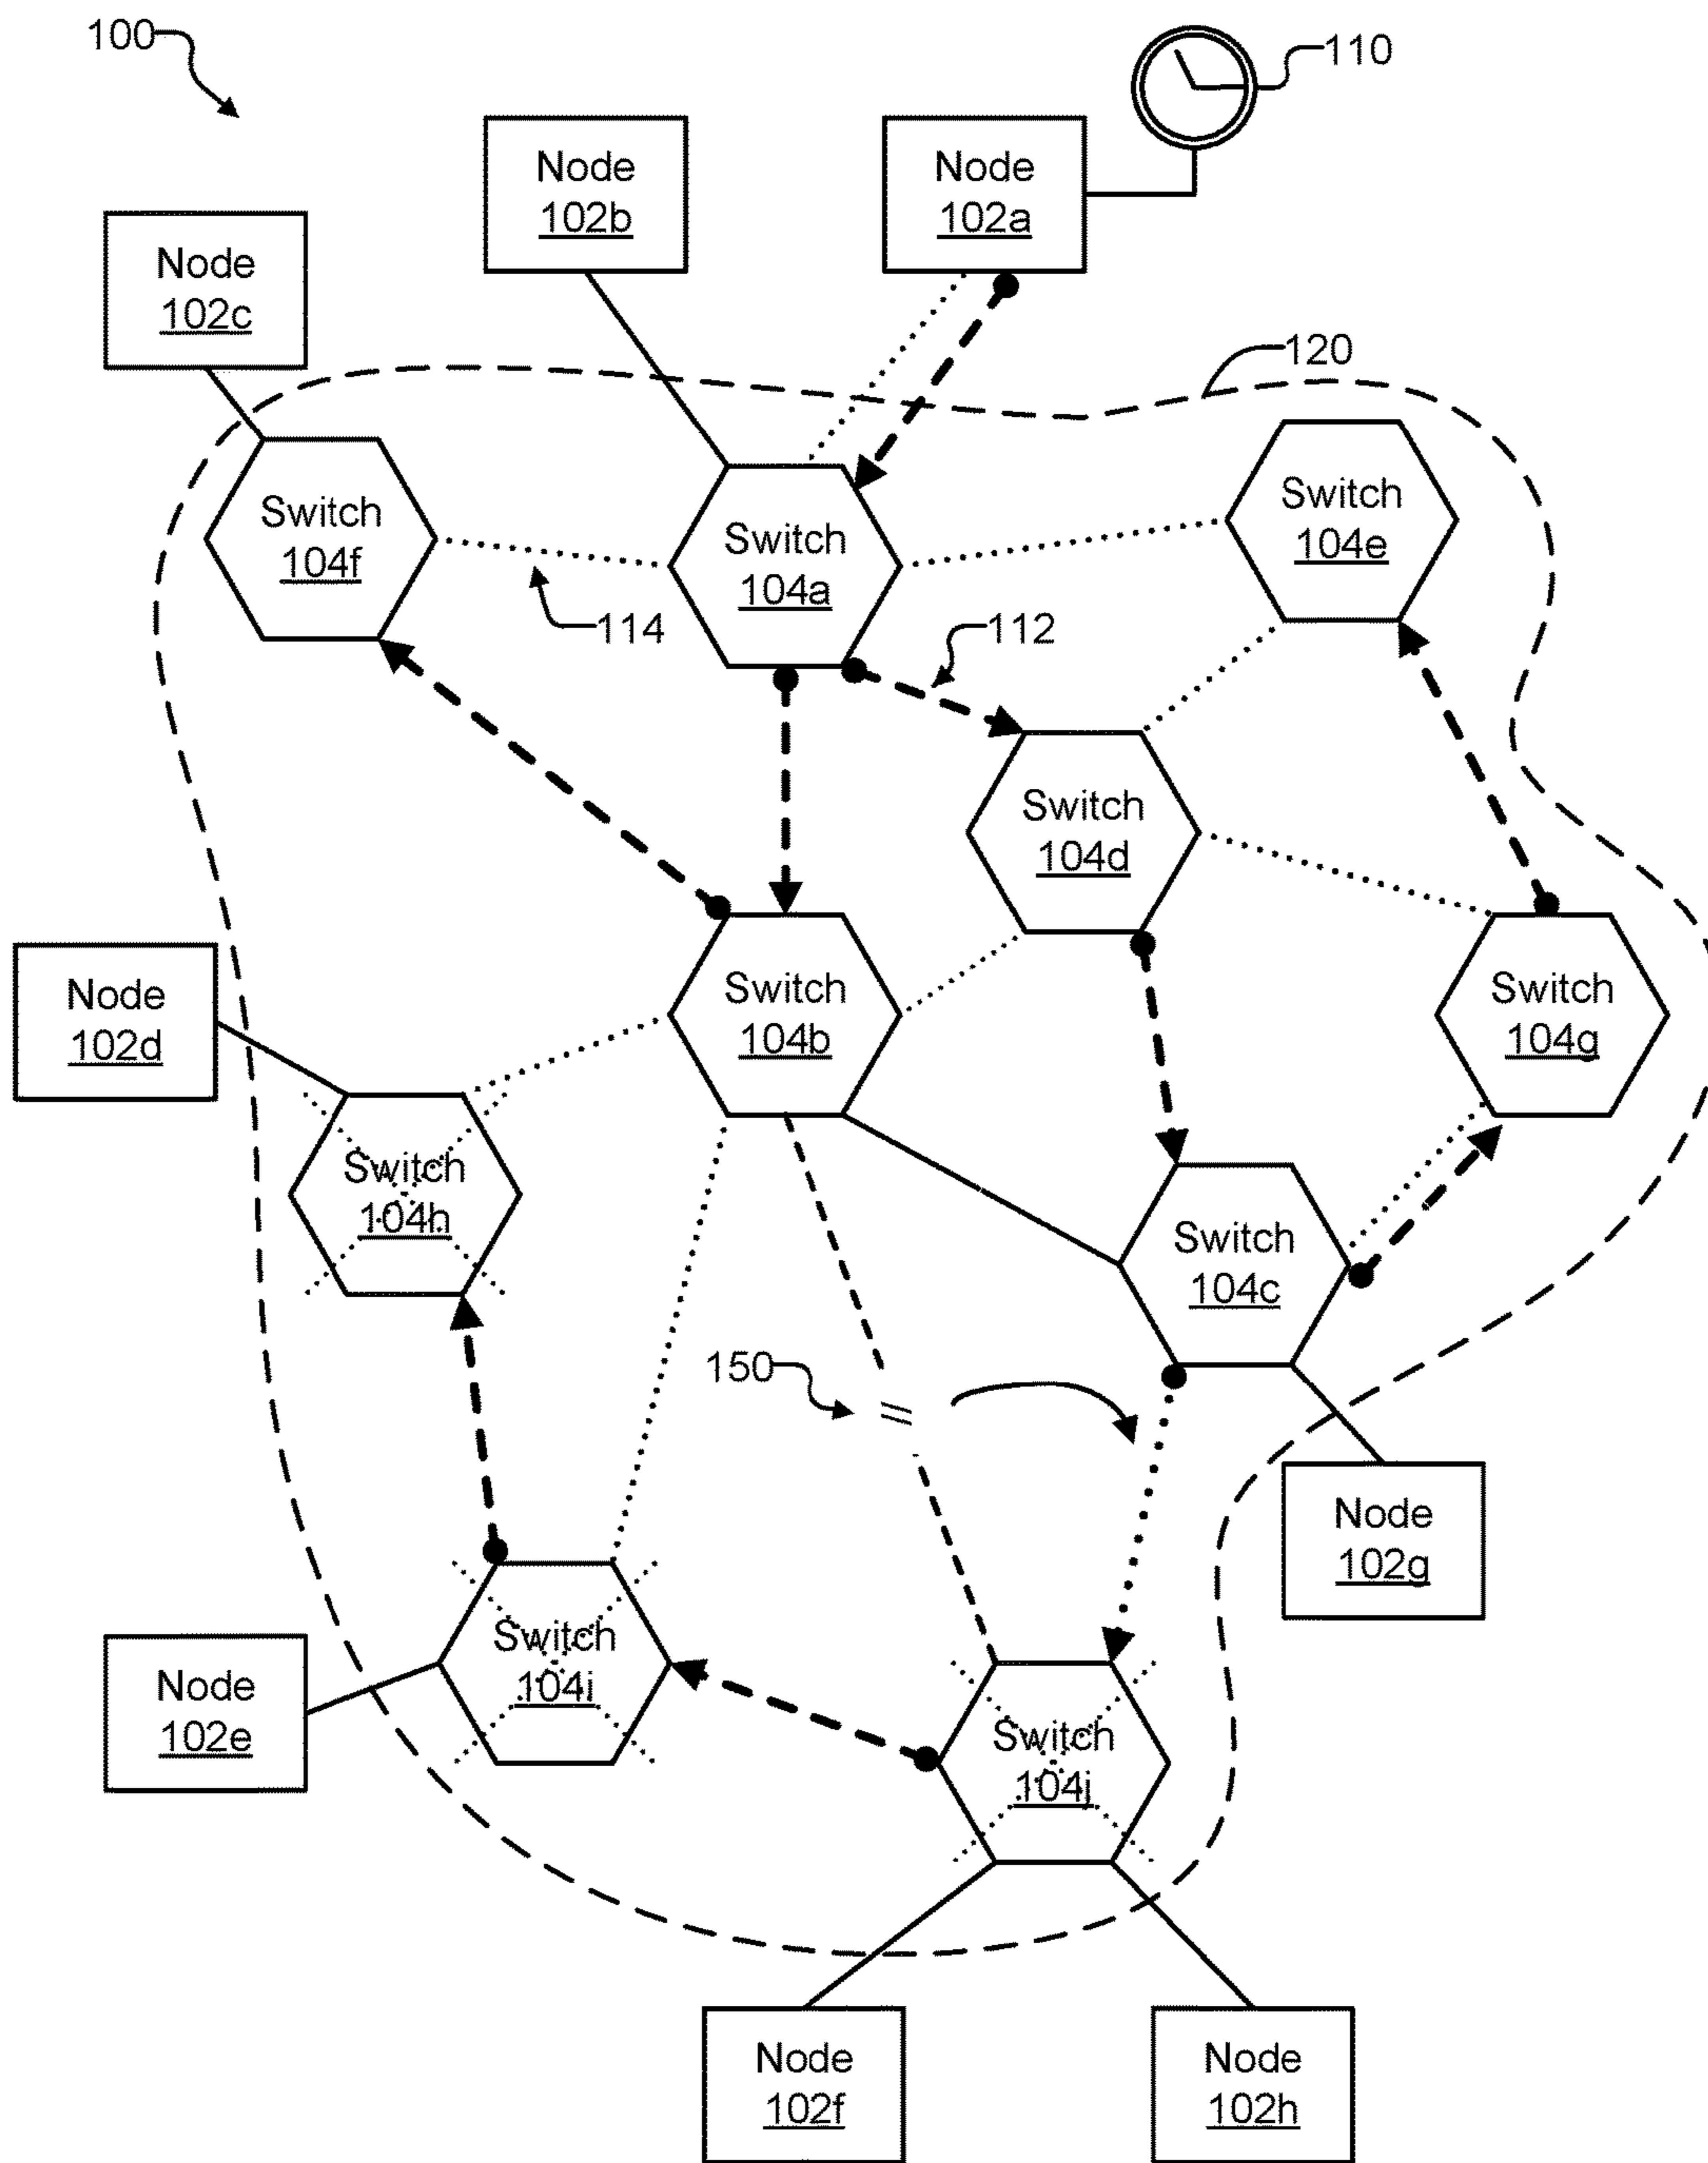 100
110
Node
102b
Node
102a
Node
102c
120
Switch
104f
Switch
104a
Switch
104e
114
112
Switch
104d
Node
102d
Switch
104b
Switch
104g
Switch
104h
Switch
104c
150
Node
102g
Switch
104i
Node
102e
Switch
104j
Node
102f
Node
102h